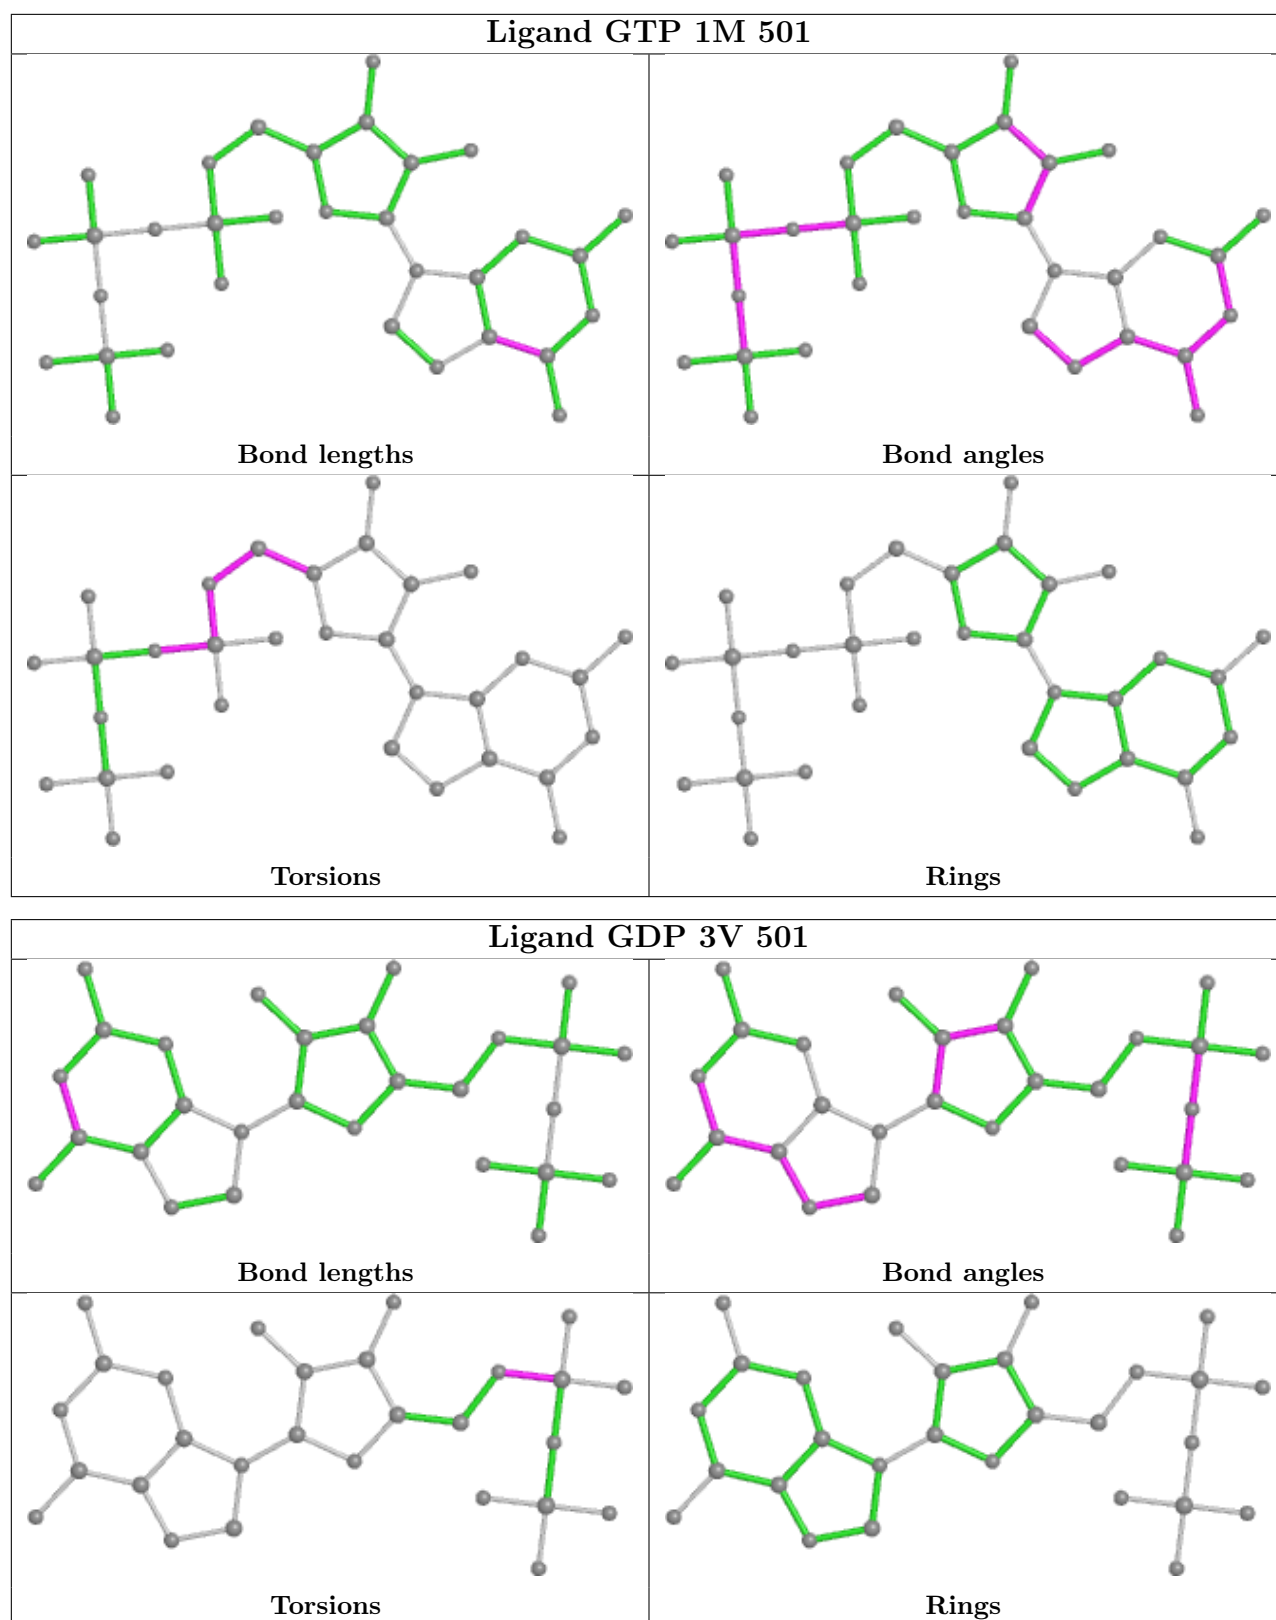 Ligand GTP 1M 501
Bond lengths
Bond angles
Torsions
Rings
Ligand GDP 3V 501
Bond lengths
Bond angles
Torsions
Rings